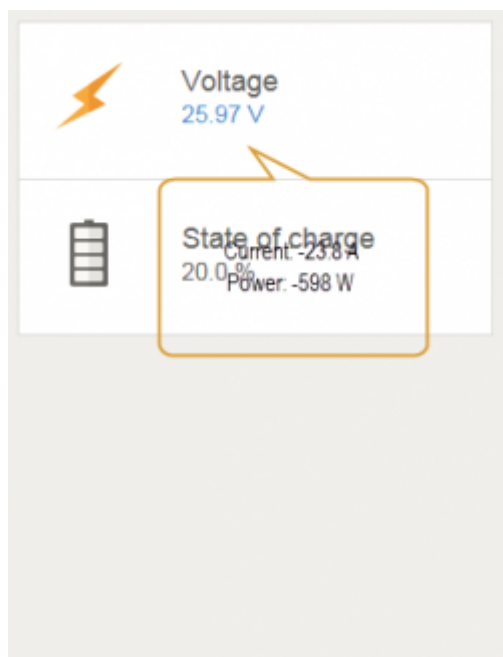 Voltage
25.97 V
State of charge
20.0 %
Current: -23.8 A
Power: -598 W